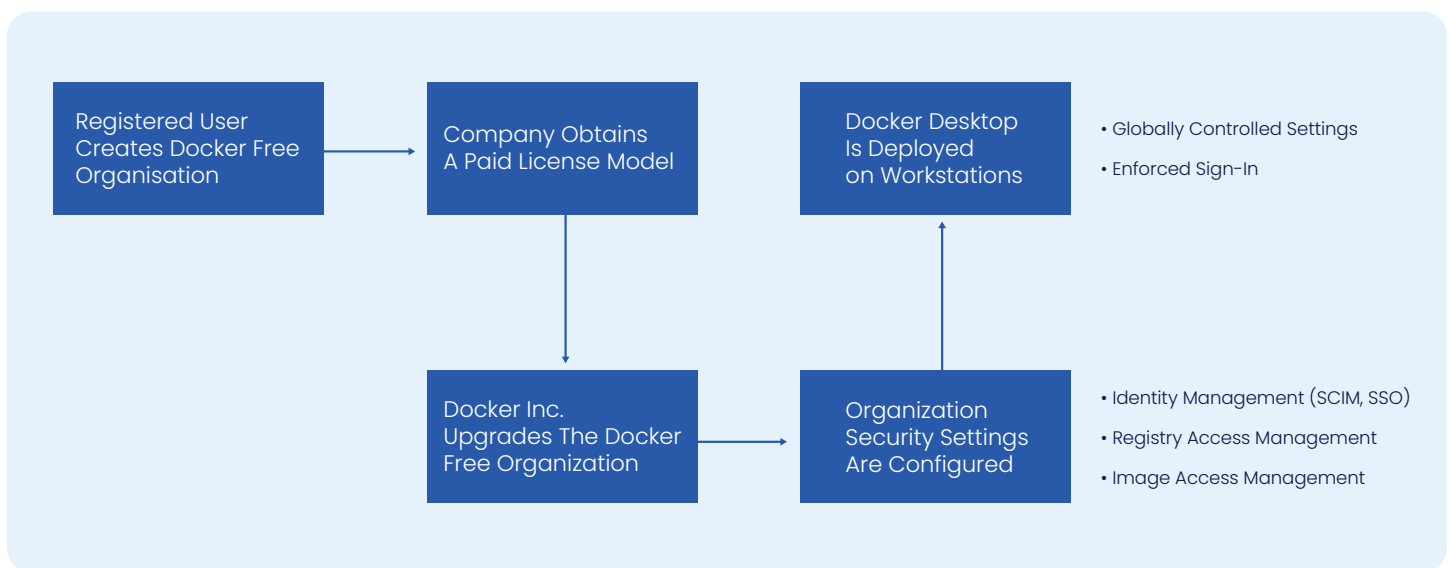 Registered User
Creates Docker Free
Organisation
Company Obtains
A Paid License Model
Docker Inc.
Upgrades The Docker
Free Organization
Organization
Security Settings
Are Configured
• Identity Management (SCIM, SSO)
• Registry Access Management
• Image Access Management
Docker Desktop
Is Deployed
on Workstations
• Globally Controlled Settings
• Enforced Sign-In